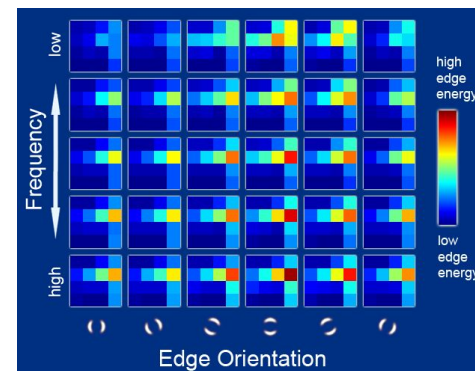 low
Frequency
high
high
edge
energy
low
edge
energy
Edge Orientation